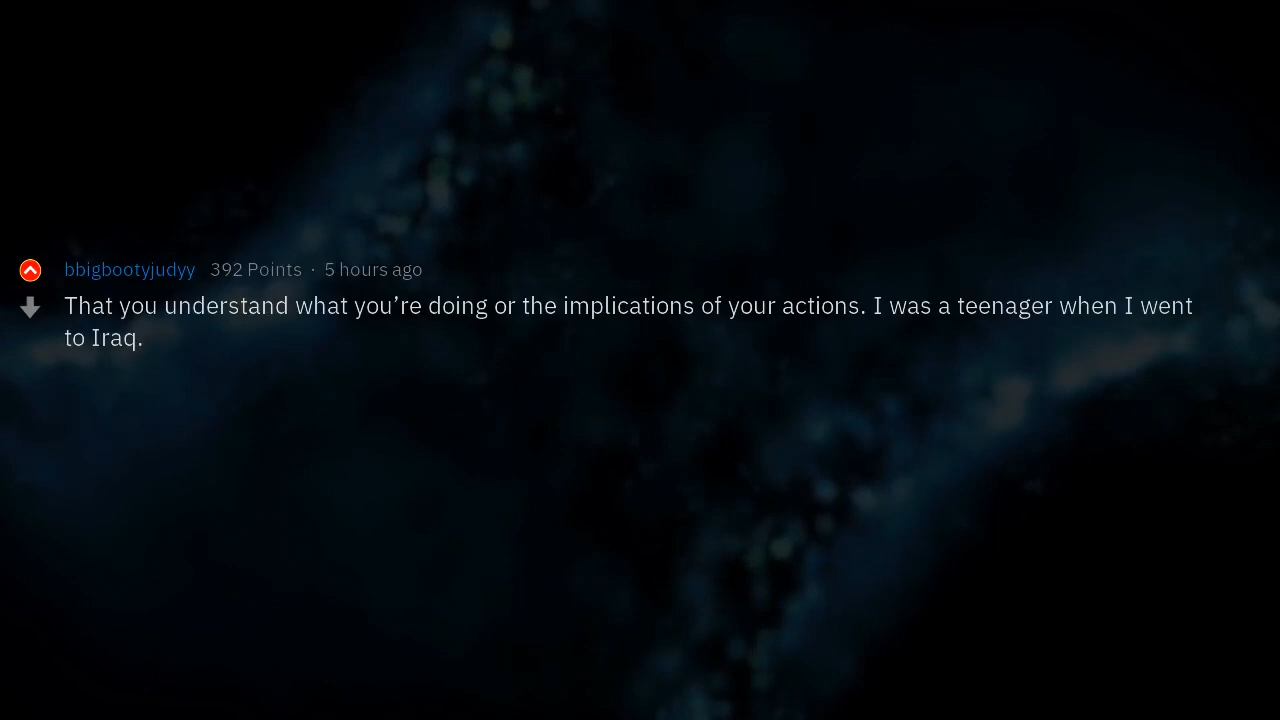 bbigbootyjudyy 392 Points · 5 hours ago
That you understand what you’re doing or the implications of your actions. I was a teenager when I went
to Iraq.